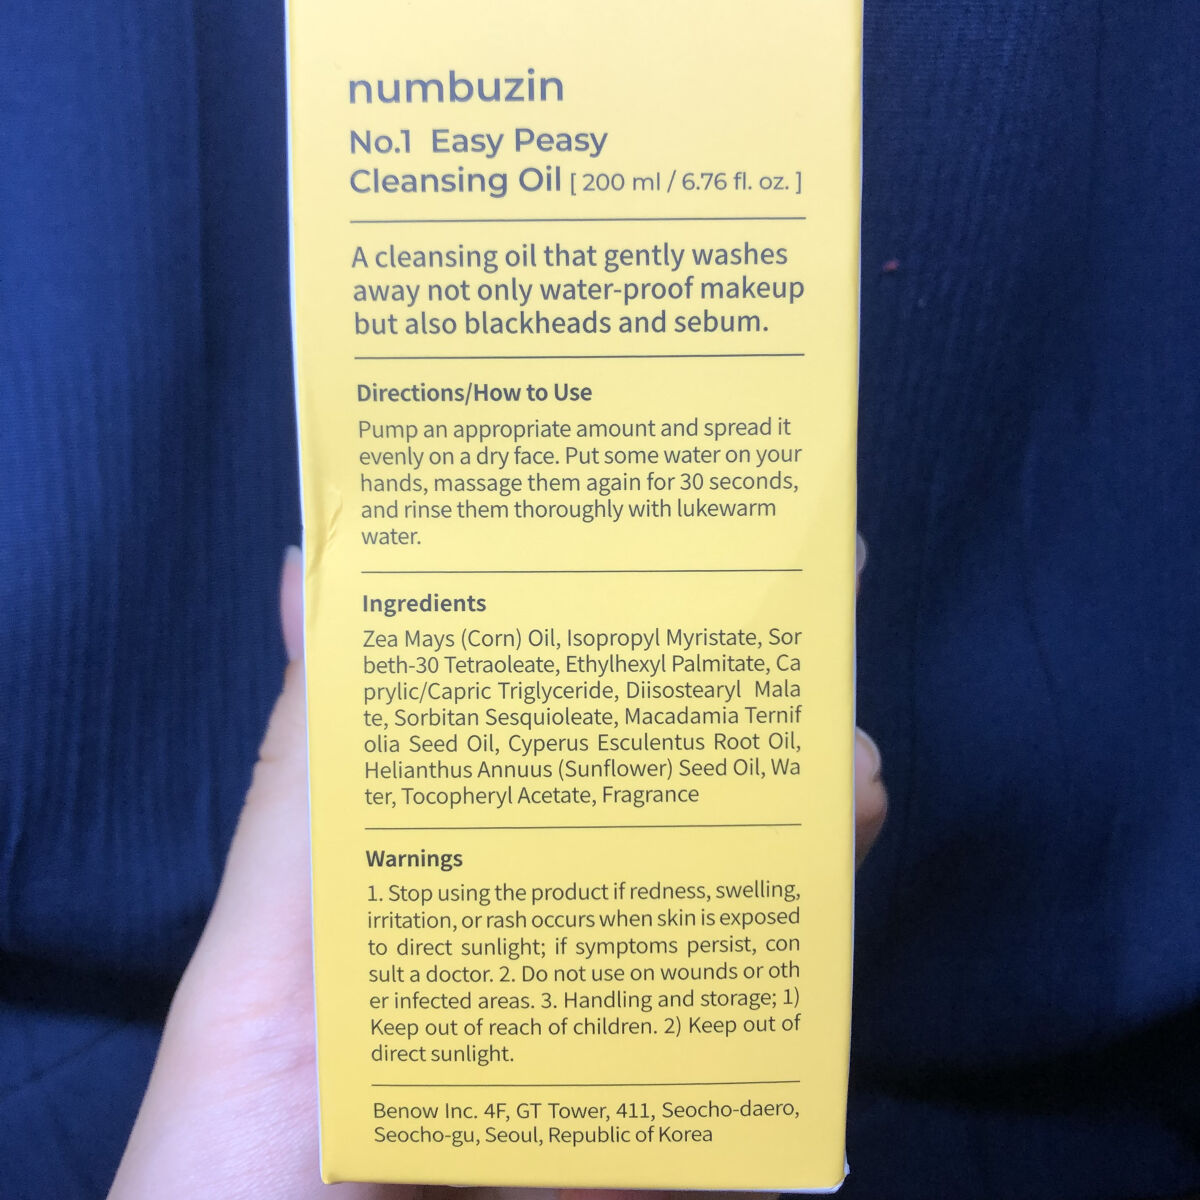 numbuzin
No.1 Easy Peasy
Cleansing Oil [ 200 ml / 6.76 fl. oz. ]
A cleansing oil that gently washes
away not only water-proof makeup
but also blackheads and sebum.
Directions/How to Use
Pump an appropriate amount and spread it
evenly on a dry face. Put some water on your
hands, massage them again for 30 seconds,
and rinse them thoroughly with lukewarm
water.
Ingredients
Zea Mays (Corn) Oil, Isopropyl Myristate, Sor
beth-30 Tetraoleate, Ethylhexyl Palmitate, Ca
prylic/Capric Triglyceride, Diisostearyl Mala
te, Sorbitan Sesquioleate, Macadamia Ternif
olia Seed Oil, Cyperus Esculentus Root Oil,
Helianthus Annuus (Sunflower) Seed Oil, Wa
ter, Tocopheryl Acetate, Fragrance
Warnings
1. Stop using the product if redness, swelling,
irritation, or rash occurs when skin is exposed
to direct sunlight; if symptoms persist, con
sult a doctor. 2. Do not use on wounds or oth
er infected areas. 3. Handling and storage; 1)
Keep out of reach of children. 2) Keep out of
direct sunlight.
Benow Inc. 4F, GT Tower, 411, Seocho-daero,
Seocho-gu, Seoul, Republic of Korea